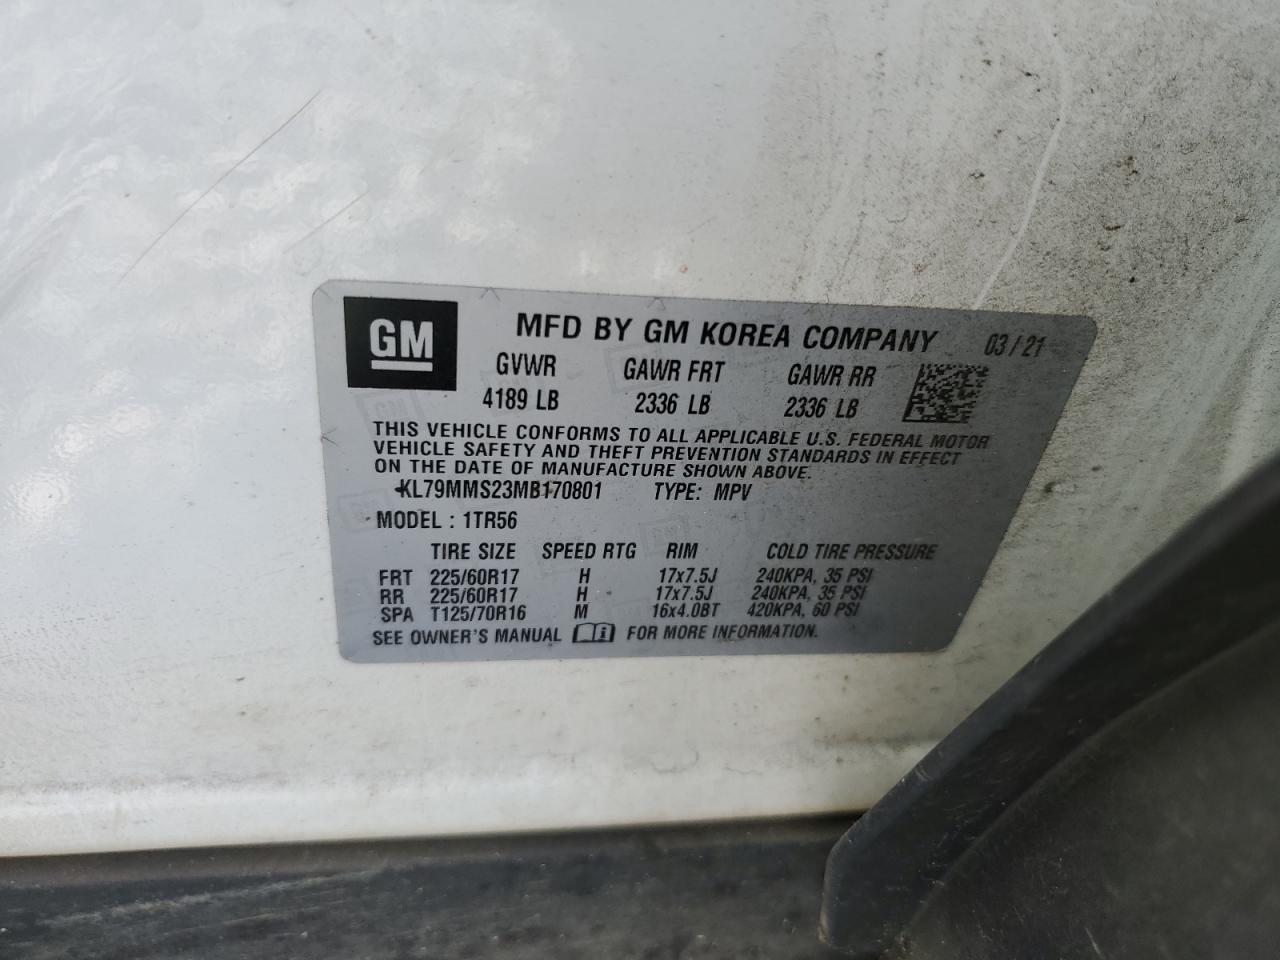 GM
MFD BY GM KOREA COMPANY 03/21
GVWR GAWR FRT GAWR RR
4189 LB 2336 LB 2336 LB
THIS VEHICLE CONFORMS TO ALL APPLICABLE U.S. FEDERAL MOTOR
VEHICLE SAFETY AND THEFT PREVENTION STANDARDS IN EFFECT
ON THE DATE OF MANUFACTURE SHOWN ABOVE.
KL79MMS23MB170801 TYPE: MPV
MODEL : 1TR56
TIRE SIZE SPEED RTG RIM COLD TIRE PRESSURE
FRT 225/60R17 H 17x7.5J 240KPA, 35 PSI
RR 225/60R17 H 17x7.5J 240KPA, 35 PSI
SPA T125/70R16 M 16x4.0BT 420KPA, 60 PSI
SEE OWNER'S MANUAL FOR MORE INFORMATION.